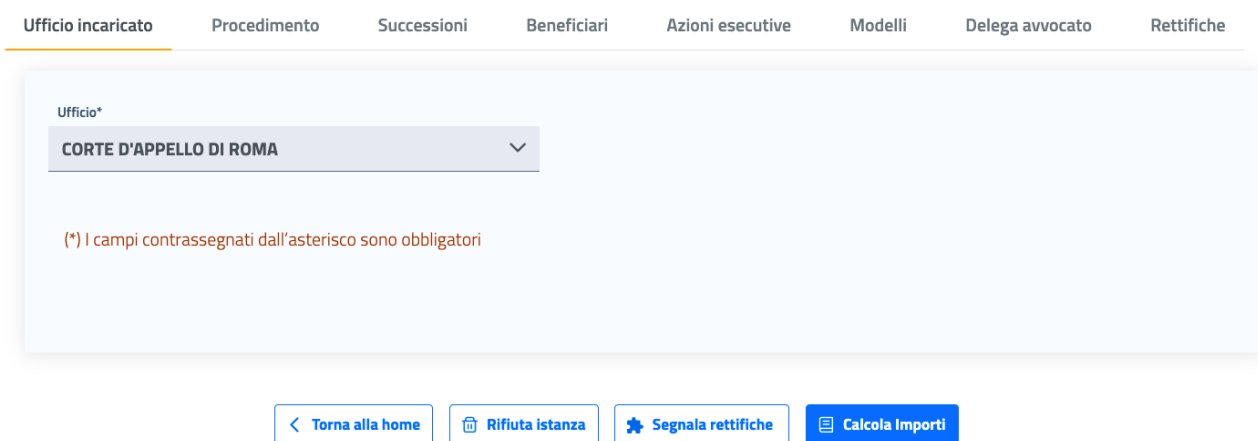 Ufficio incaricato Procedimento Successioni Beneficiari Azioni esecutive Modelli Delega avvocato Rettifiche
Ufficio*
CORTE D'APPELLO DI ROMA
(*) I campi contrassegnati dall’asterisco sono obbligatori
Torna alla home Rifiuta istanza Segnala rettifiche Calcola Importi